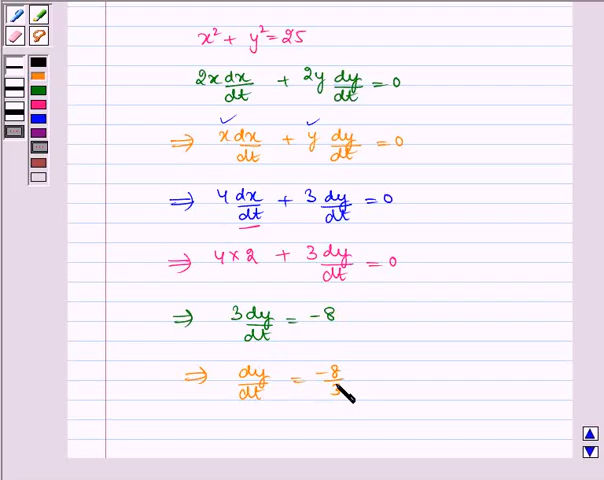 x² + y² = 25
2x dx/dt + 2y dy/dt = 0
⇒ x dx/dt + y dy/dt = 0
⇒ 4 dx/dt + 3 dy/dt = 0
⇒ 4 × 2 + 3 dy/dt = 0
⇒ 3 dy/dt = -8
⇒ dy/dt = -8/3